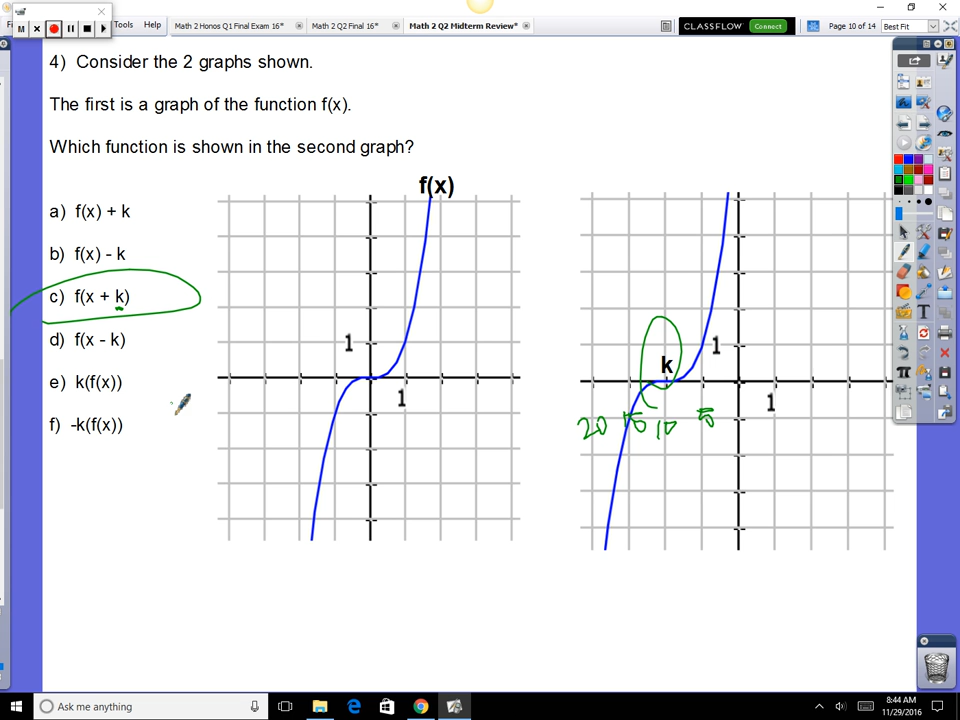 Tools Help Math 2 Honos Q1 Final Exam 16* Math 2 Q2 Final 16* Math 2 Q2 Midterm Review* CLASSFLOW Connect Page 10 of 14 Best Fit
M
4) Consider the 2 graphs shown.
The first is a graph of the function f(x).
Which function is shown in the second graph?
f(x)
a) f(x) + k
b) f(x) - k
c) f(x + k)
d) f(x - k)
e) k(f(x))
f) -k(f(x))
1
1
1
k
1
20 15 10 5
Ask me anything
8:44 AM
11/29/2016